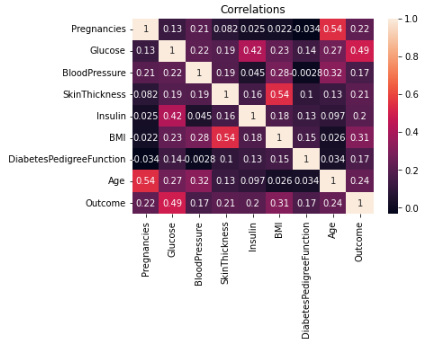 Correlations
Pregnancies 1 0.13 0.21 0.082 0.025 0.022 -0.034 0.54 0.22
Glucose 0.13 1 0.22 0.19 0.42 0.23 0.14 0.27 0.49
BloodPressure 0.21 0.22 1 0.19 0.045 0.28 -0.0028 0.32 0.17
SkinThickness 0.082 0.19 0.19 1 0.16 0.54 0.1 0.13 0.21
Insulin 0.025 0.42 0.045 0.16 1 0.18 0.13 0.097 0.2
BMI 0.022 0.23 0.28 0.54 0.18 1 0.15 0.026 0.31
DiabetesPedigreeFunction -0.034 0.14 -0.0028 0.1 0.13 0.15 1 0.034 0.17
Age 0.54 0.27 0.32 0.13 0.097 0.026 0.034 1 0.24
Outcome 0.22 0.49 0.17 0.21 0.2 0.31 0.17 0.24 1
Pregnancies
Glucose
BloodPressure
SkinThickness
Insulin
BMI
DiabetesPedigreeFunction
Age
Outcome
1.0
0.8
0.6
0.4
0.2
0.0